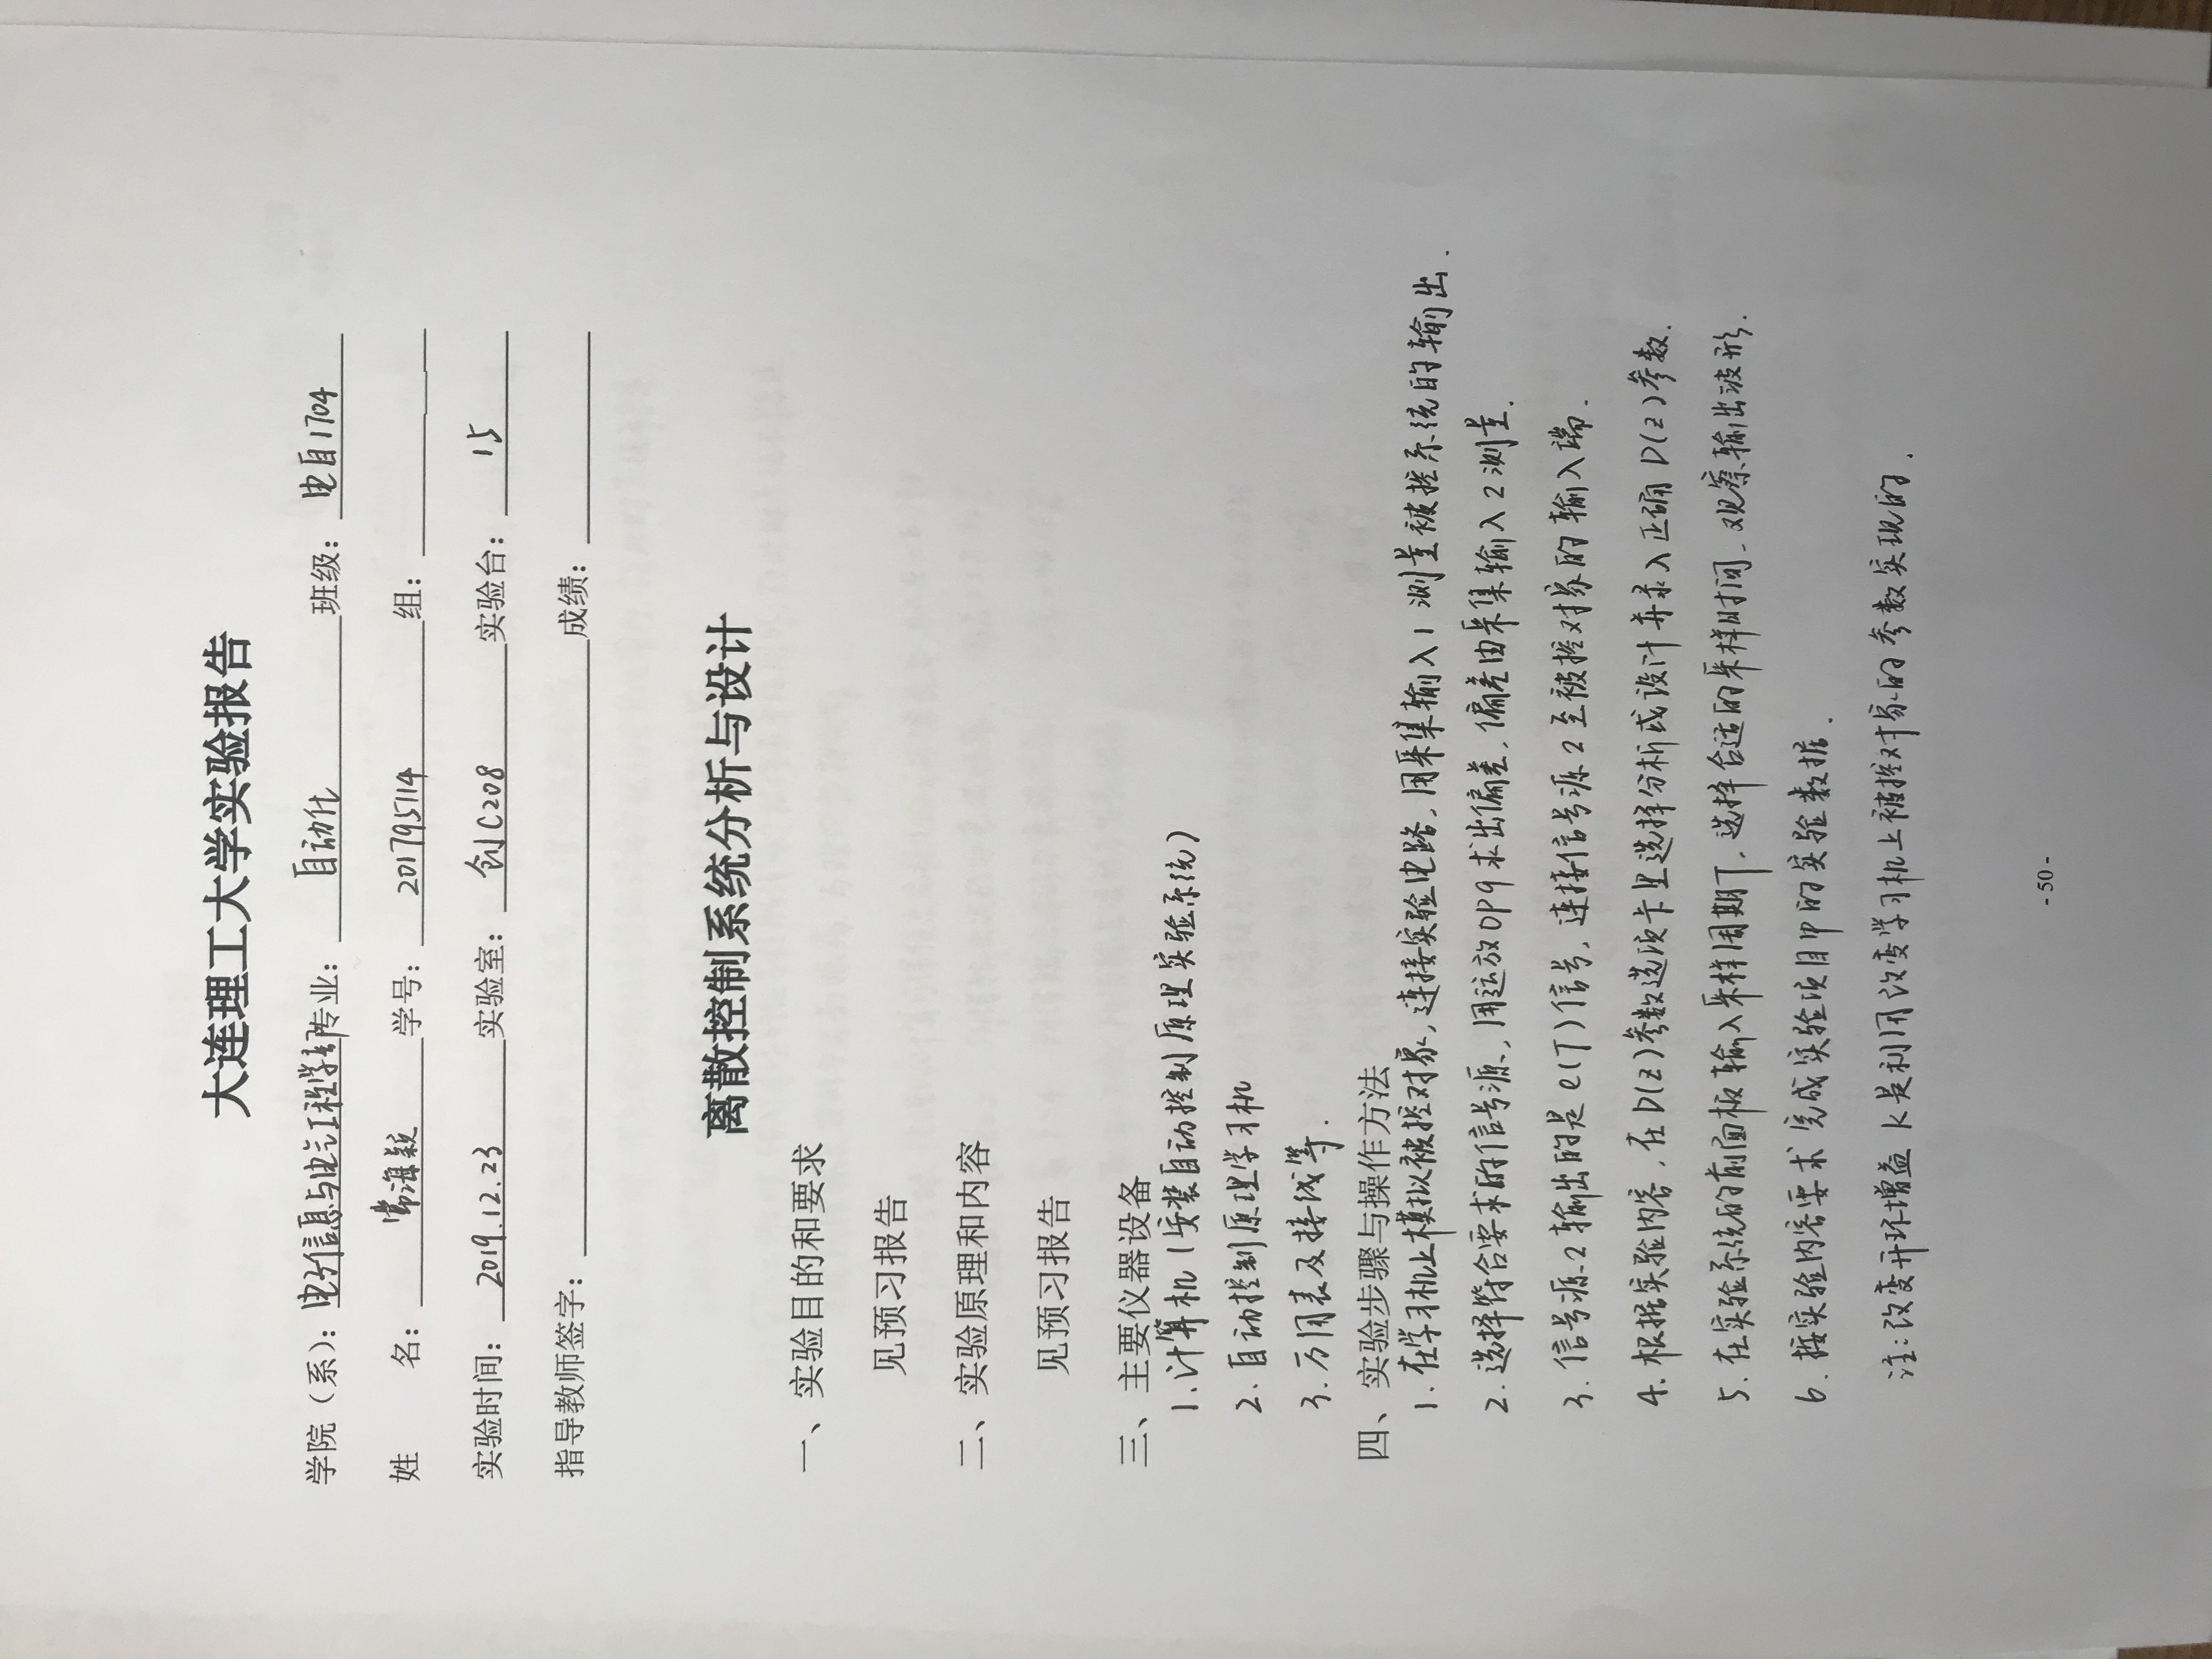 大连理工大学实验报告
学院（系）：电子信息与电气工程学部 专业：自动化 班级：电自1704
姓 名：常海颖 学号：201795114 组：
实验时间：2019.12.23 实验室：创C208 实验台：15
指导教师签字： 成绩：
离散控制系统分析与设计
一、实验目的和要求
见预习报告
二、实验原理和内容
见预习报告
三、主要仪器设备
1.计算机（安装自动控制原理实验系统）
2.自动控制原理学习机
3.万用表及接线等.
四、实验步骤与操作方法
1.在学习机上模拟被控对象,连接实验电路,用采集输入1测量被控系统的输出.
2.选择符合要求的信号源,用运放OP9求出偏差,偏差由采集输入2测量.
3.信号源2输出的是e(T)信号,连接信号源2至被控对象的输入端.
4.根据实验内容,在D(z)参数选项卡里选择分析或设计并录入正确D(z)参数.
5.在实验系统的前面板输入采样周期T,选择合适的采样时间,观察输出波形.
6.按实验内容要求完成实验项目中的实验数据.
注:改变开环增益K是利用改变学习机上被控对象的参数实现的.
- 50 -